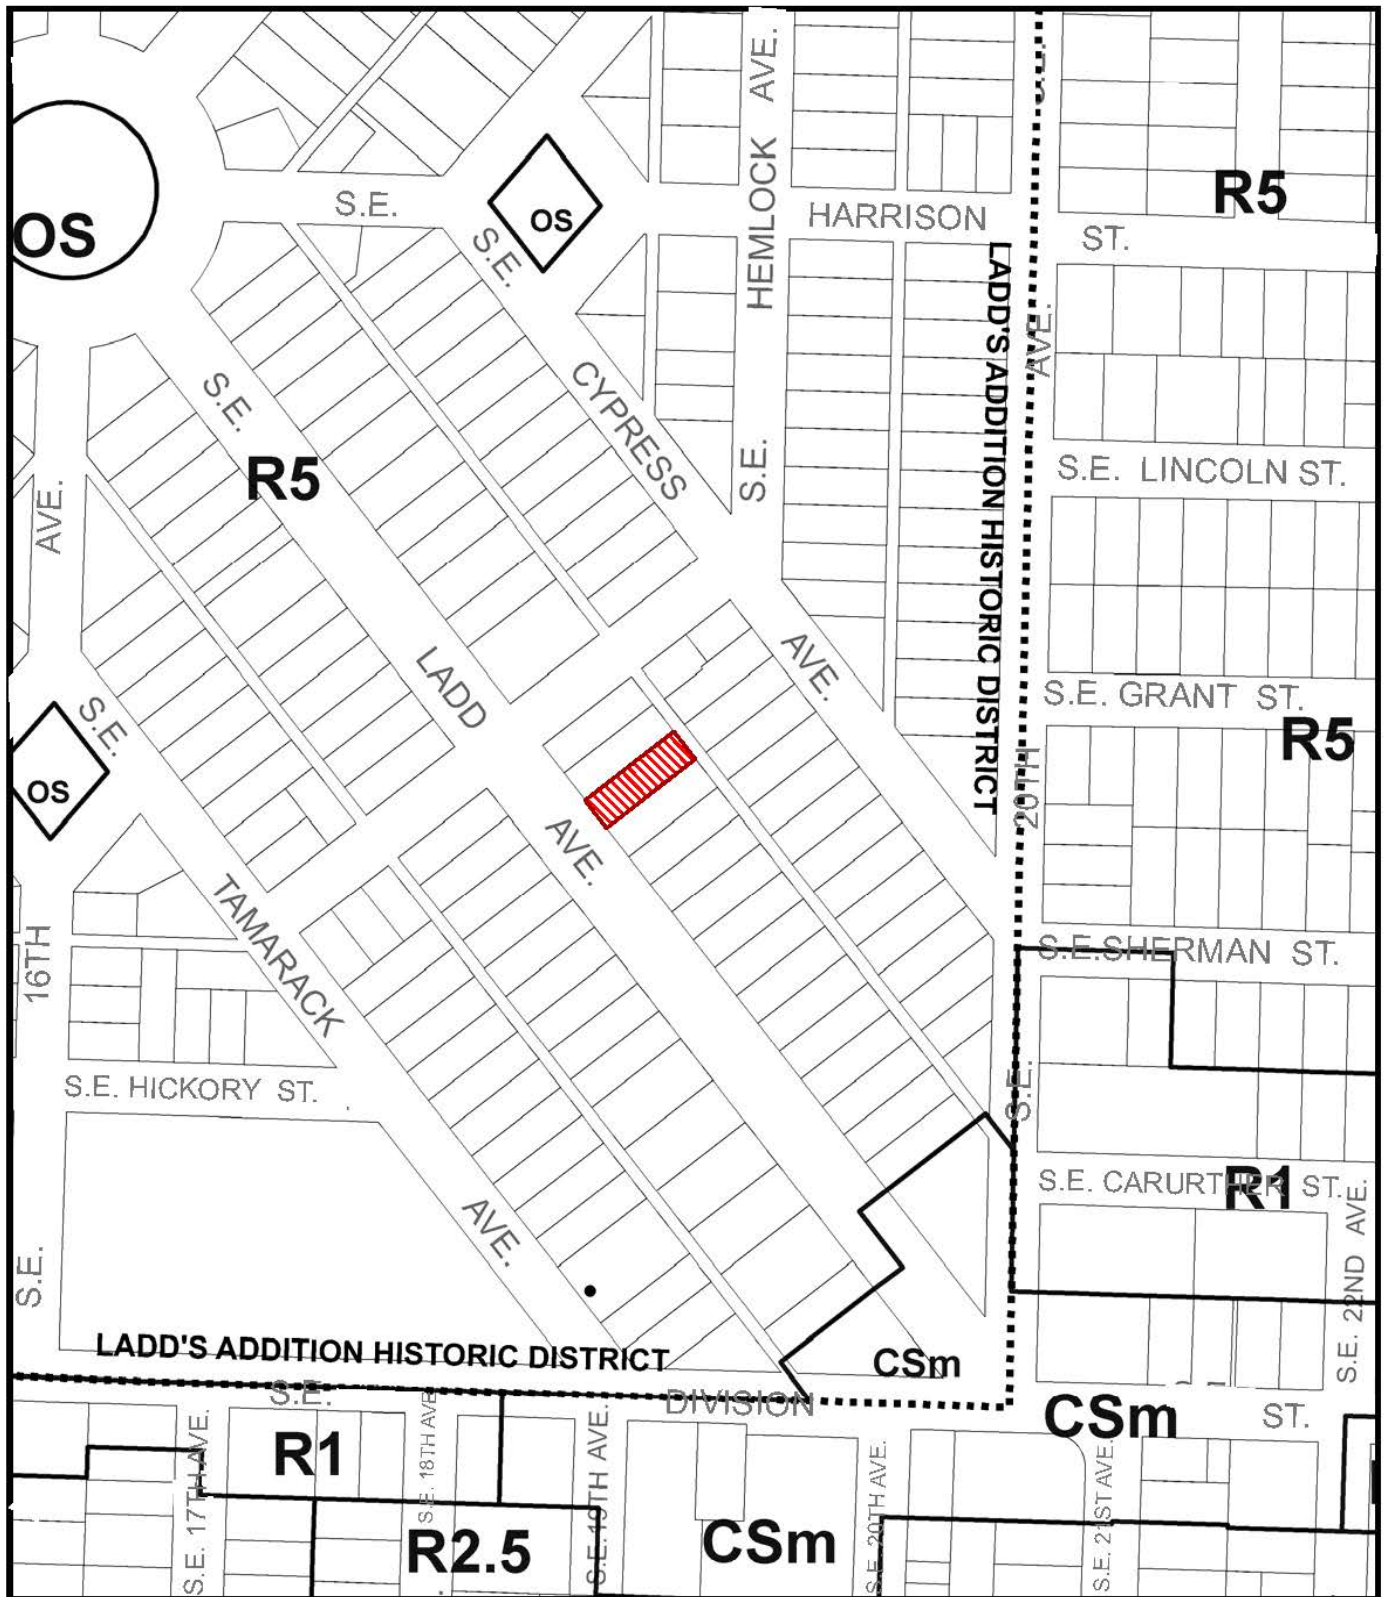 AVE.
HEMLOCK
S.E.
R5
S.E.
OS
HARRISON
ST.
OS
S.E.
LADD'S ADDITION HISTORIC DISTRICT
AVE.
S.E.
CYPRESS
S.E.
R5
S.E. LINCOLN ST.
AVE.
LADD
AVE.
S.E. GRANT ST.
S.E.
R5
OS
20TH
AVE.
TAMARACK
16TH
S.E. SHERMAN ST.
S.E. HICKORY ST.
S.E.
R1
S.E. CARURTHER ST.
AVE.
S.E.
S.E. 22ND AVE.
LADD'S ADDITION HISTORIC DISTRICT
CSm
S.E.
DIVISION
CSm
ST.
R1
S.E. 17TH AVE.
S.E. 18TH AVE
S.E. 19TH AVE.
S.E. 20TH AVE.
S.E. 21ST AVE.
R2.5
CSm